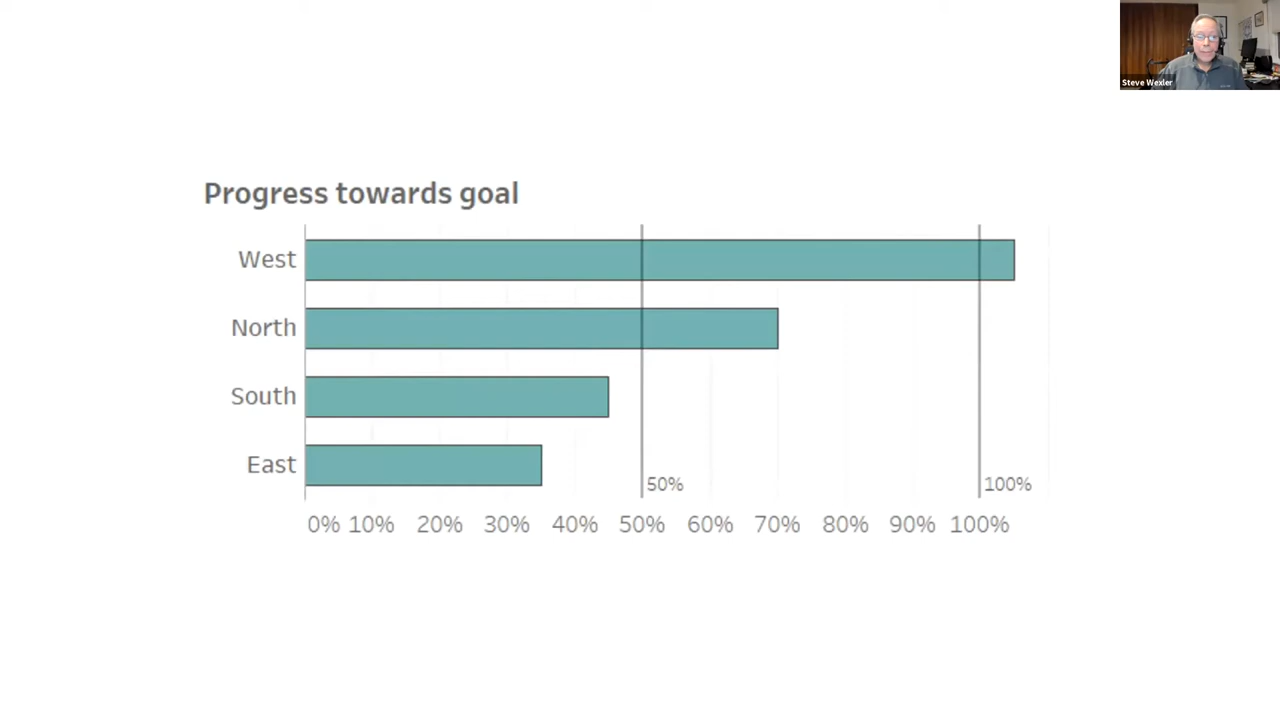 Steve Wexler
Progress towards goal
West
North
South
East
50%
100%
0% 10% 20% 30% 40% 50% 60% 70% 80% 90% 100%